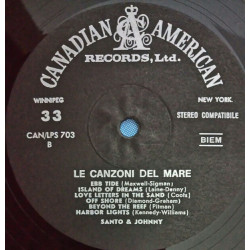 CANADIAN AMERICAN
RECORDS, Ltd.
WINNIPEG
NEW YORK.
33
STEREO COMPATIBILE
CAN/LPS 703
B
BIEM
LE CANZONI DEL MARE
EBB TIDE (Maxwell-Sigman)
ISLAND OF DREAMS (Laine-Denny)
LOVE LETTERS IN THE SAND (Coots)
OFF SHORE (Diamond-Graham)
BEYOND THE REEF (Pitman)
HARBOR LIGHTS (Kennedy-Williams)
SANTO & JOHNNY